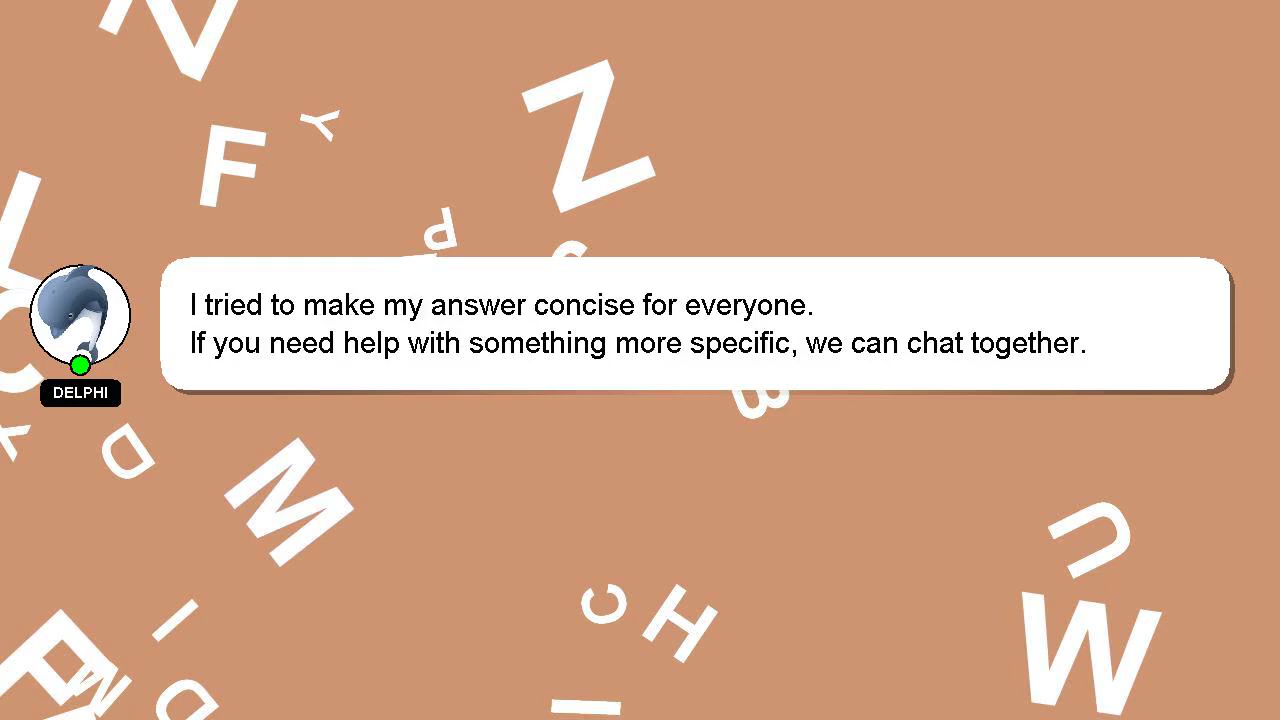 N
F
Y
Z
P
S
I tried to make my answer concise for everyone.
If you need help with something more specific, we can chat together.
DELPHI
B
Y
D
M
U
I
C
H
W
M
D
I